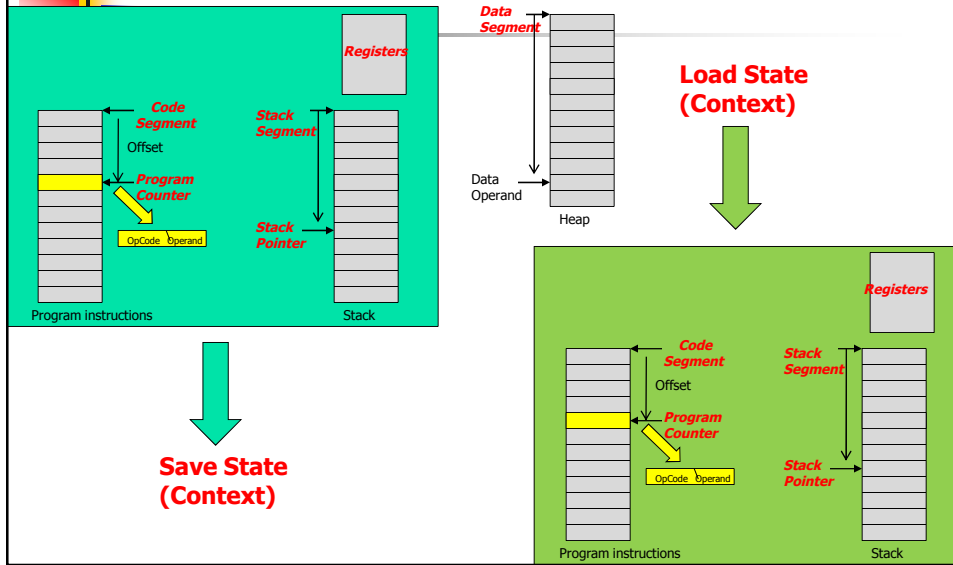 Registers
Code
Segment
Offset
Program
Counter
OpCode Operand
Program instructions
Stack
Segment
Stack
Pointer
Stack
Data
Segment
Data
Operand
Heap
Load State
(Context)
Save State
(Context)
Registers
Code
Segment
Offset
Program
Counter
OpCode Operand
Program instructions
Stack
Segment
Stack
Pointer
Stack